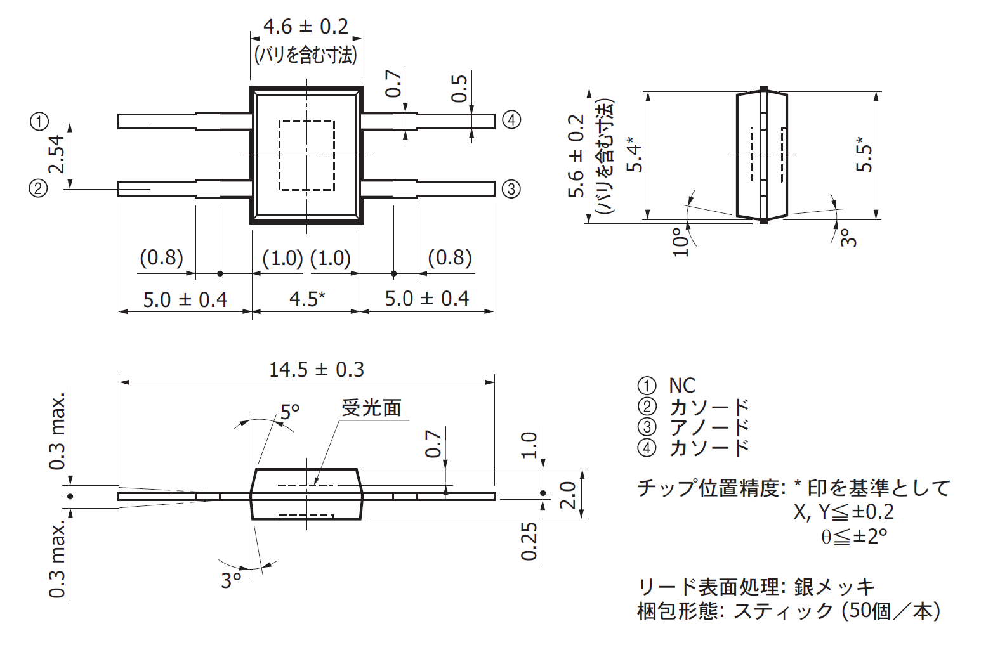 4.6 ± 0.2
(バリを含む寸法)
0.7
0.5
①
④
2.54
②
③
(0.8)
(1.0)
(1.0)
(0.8)
5.0 ± 0.4
4.5*
5.0 ± 0.4
5.6 ± 0.2
(バリを含む寸法)
5.4*
5.5*
10°
3°
14.5 ± 0.3
0.3 max.
5°
受光面
0.7
1.0
2.0
0.25
0.3 max.
3°
① NC
② カソード
③ アノード
④ カソード
チップ位置精度: * 印を基準として
X, Y≦±0.2
θ≦±2°
リード表面処理: 銀メッキ
梱包形態: スティック (50個／本)